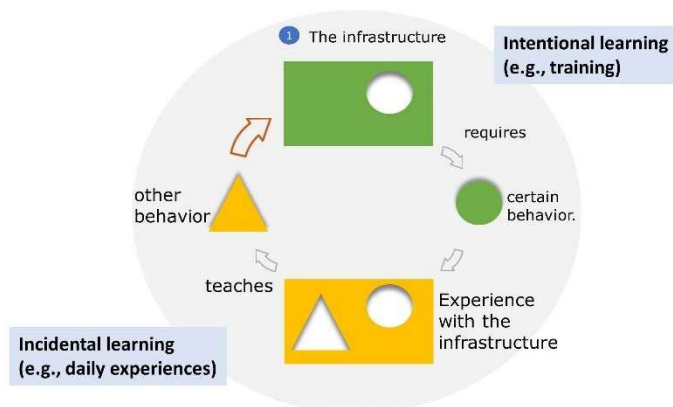 1 The infrastructure
Intentional learning
(e.g., training)
requires
certain
behavior.
Experience
with the
infrastructure
teaches
other
behavior
Incidental learning
(e.g., daily experiences)